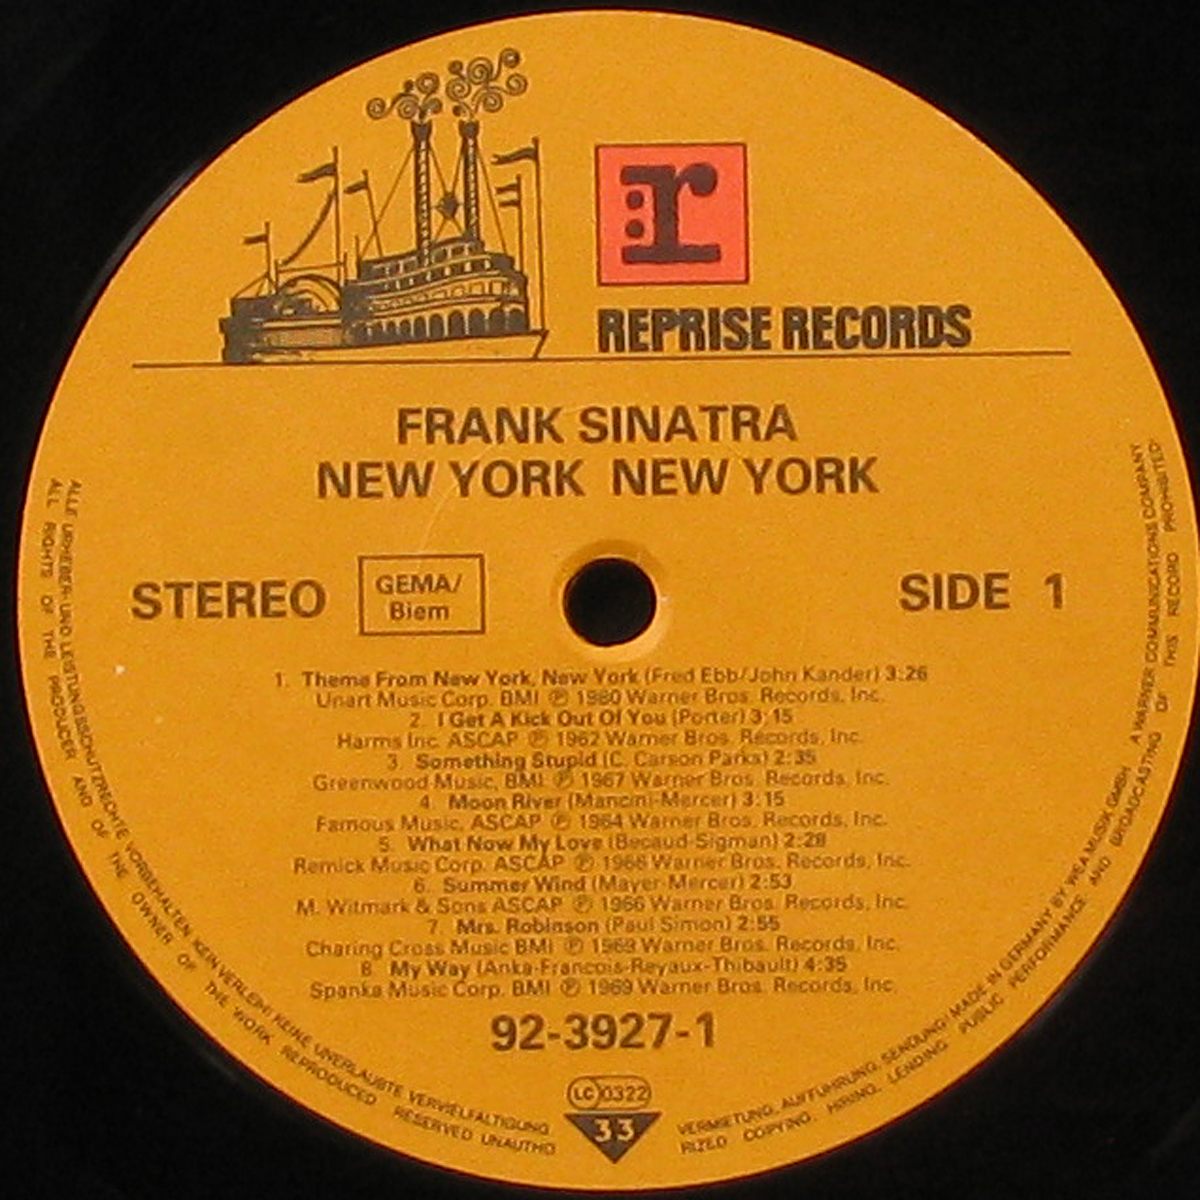 r
REPRISE RECORDS
FRANK SINATRA
NEW YORK NEW YORK
STEREO
GEMA/
Biem
SIDE 1
1. Theme From New York, New York (Fred Ebb/John Kander) 3:26
Unart Music Corp. BMI ℗ 1980 Warner Bros. Records, Inc.
2. I Get A Kick Out Of You (Porter) 3:15
Harms Inc. ASCAP ℗ 1962 Warner Bros. Records, Inc.
3. Something Stupid (C. Carson Parks) 2:35
Greenwood Music, BMI ℗ 1967 Warner Bros. Records, Inc.
4. Moon River (Mancini-Mercer) 3:15
Famous Music, ASCAP ℗ 1964 Warner Bros. Records, Inc.
5. What Now My Love (Becaud-Sigman) 2:28
Remick Music Corp. ASCAP ℗ 1966 Warner Bros. Records, Inc.
6. Summer Wind (Mayer-Mercer) 2:53
M. Witmark & Sons ASCAP ℗ 1966 Warner Bros. Records, Inc.
7. Mrs. Robinson (Paul Simon) 2:55
Charing Cross Music BMI ℗ 1969 Warner Bros. Records, Inc.
8. My Way (Anka-Francois-Reyaux-Thibault) 4:35
Spanka Music Corp. BMI ℗ 1969 Warner Bros. Records, Inc.
92-3927-1
LC 0322
33
ALLE URHEBER- UND LEISTUNGSSCHUTZRECHTE VORBEHALTEN KEIN VERLEIH! KEINE UNERLAUBTE VERVIELFÄLTIGUNG, VERMIETUNG, AUFFÜHRUNG, SENDUNG! MADE IN GERMANY BY WEA MUSIK GMBH A WARNER COMMUNICATIONS COMPANY
ALL RIGHTS OF THE PRODUCER AND OF THE OWNER OF THE WORK REPRODUCED RESERVED UNAUTHORIZED COPYING, HIRING, LENDING PUBLIC PERFORMANCE AND BROADCASTING OF THIS RECORD PROHIBITED